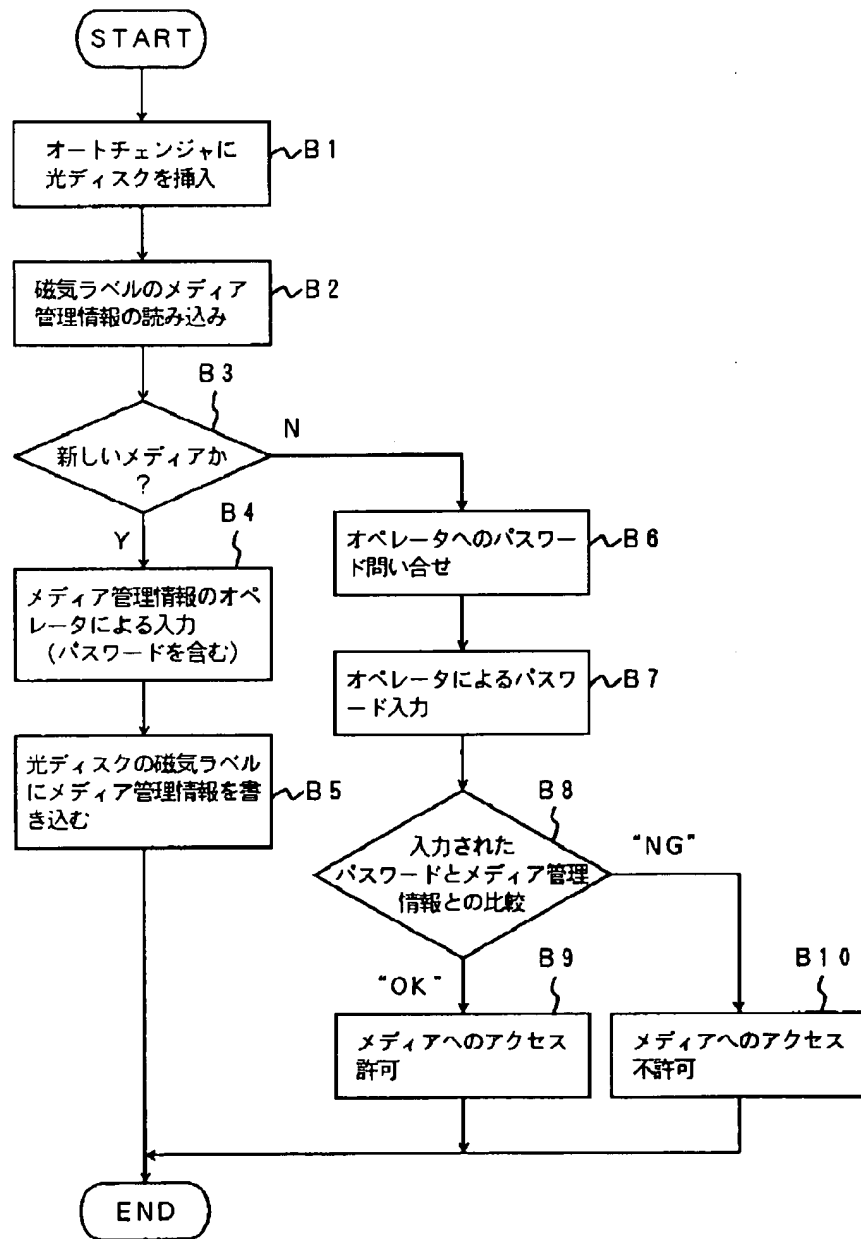 START
オートチェンジャに
光ディスクを挿入
B1
磁気ラベルのメディア
管理情報の読み込み
B2
B3
新しいメディアか
?
N
Y
B4
メディア管理情報のオペ
レータによる入力
(パスワードを含む)
光ディスクの磁気ラベル
にメディア管理情報を書
き込む
B5
オペレータへのパスワー
ド問い合せ
B6
オペレータによるパスワ
ード入力
B7
B8
入力された
パスワードとメディア管理
情報との比較
"NG"
"OK"
B9
メディアへのアクセス
許可
B10
メディアへのアクセス
不許可
END